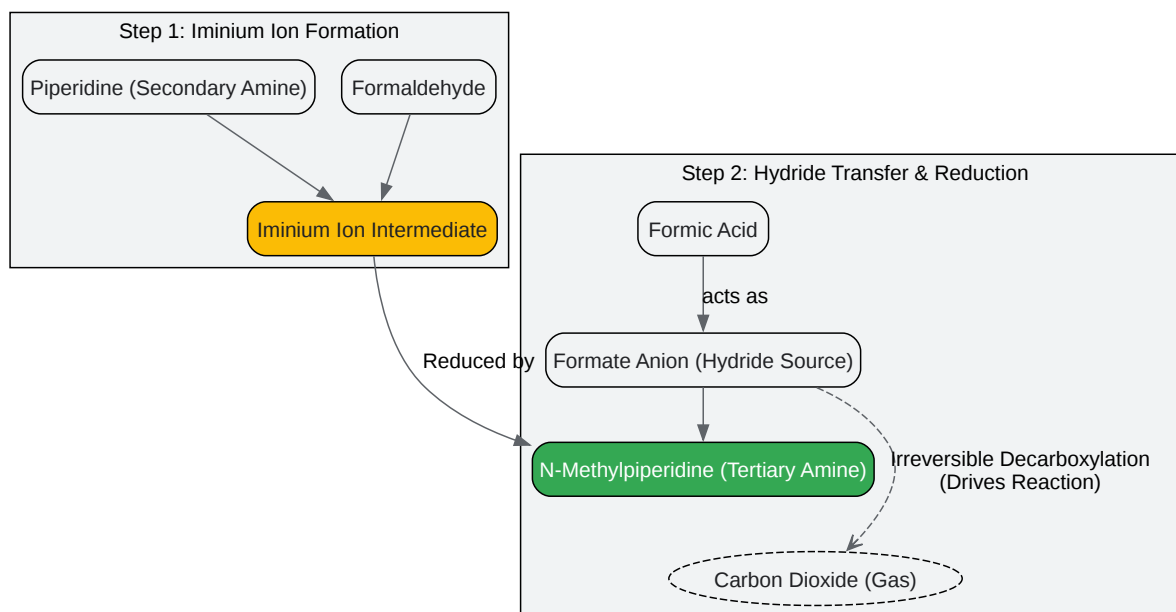 Step 1: Iminium Ion Formation
Piperidine (Secondary Amine)
Formaldehyde
Iminium Ion Intermediate
Step 2: Hydride Transfer & Reduction
Formic Acid
acts as
Reduced by
Formate Anion (Hydride Source)
N-Methylpiperidine (Tertiary Amine)
Irreversible Decarboxylation
(Drives Reaction)
Carbon Dioxide (Gas)